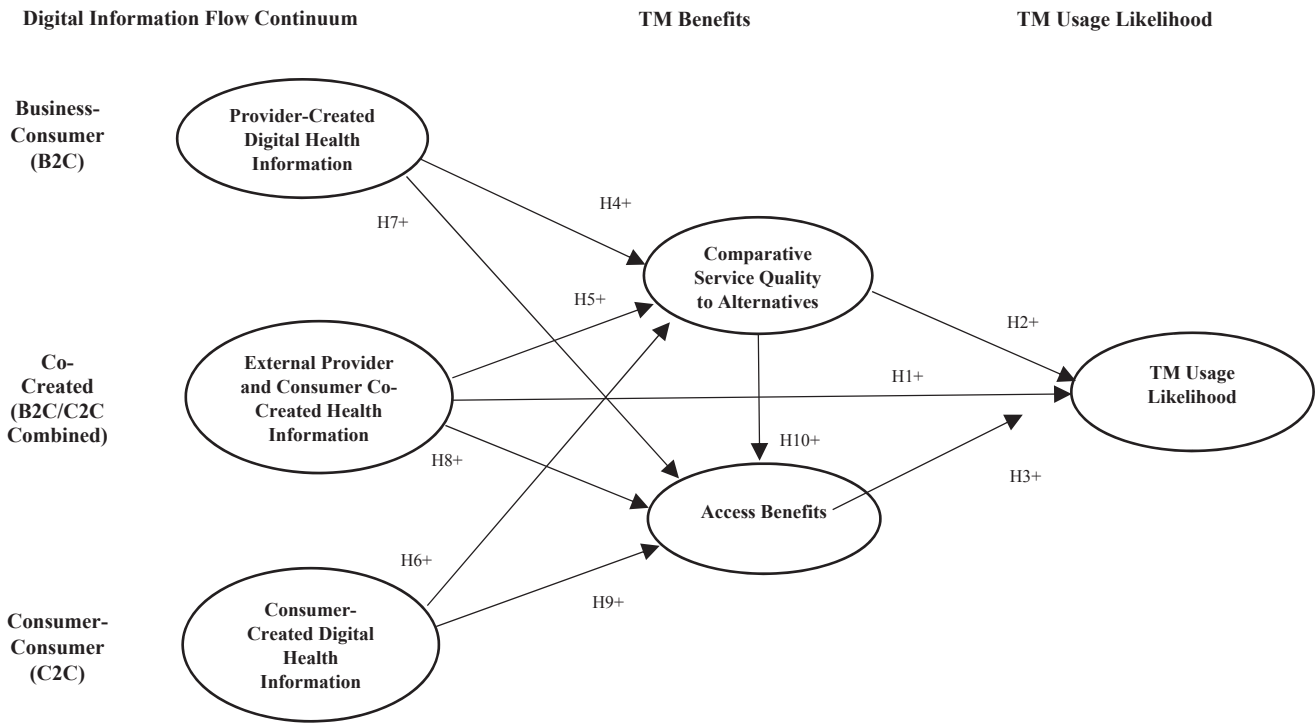 Digital Information Flow Continuum
TM Benefits
TM Usage Likelihood
Business-
Consumer
(B2C)
Provider-Created
Digital Health
Information
H4+
H7+
Comparative
Service Quality
to Alternatives
H5+
H2+
Co-
Created
(B2C/C2C
Combined)
External Provider
and Consumer Co-
Created Health
Information
H1+
TM Usage
Likelihood
H8+
H10+
H3+
Access Benefits
H6+
H9+
Consumer-
Consumer
(C2C)
Consumer-
Created Digital
Health
Information